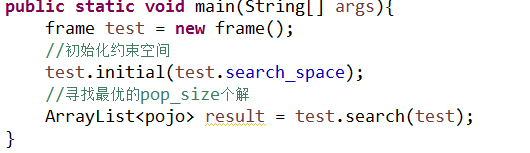 public static void main(String[] args){
frame test = new frame();
//初始化约束空间
test.initial(test.search_space);
//寻找最优的pop_size个解
ArrayList<pojo> result = test.search(test);
}